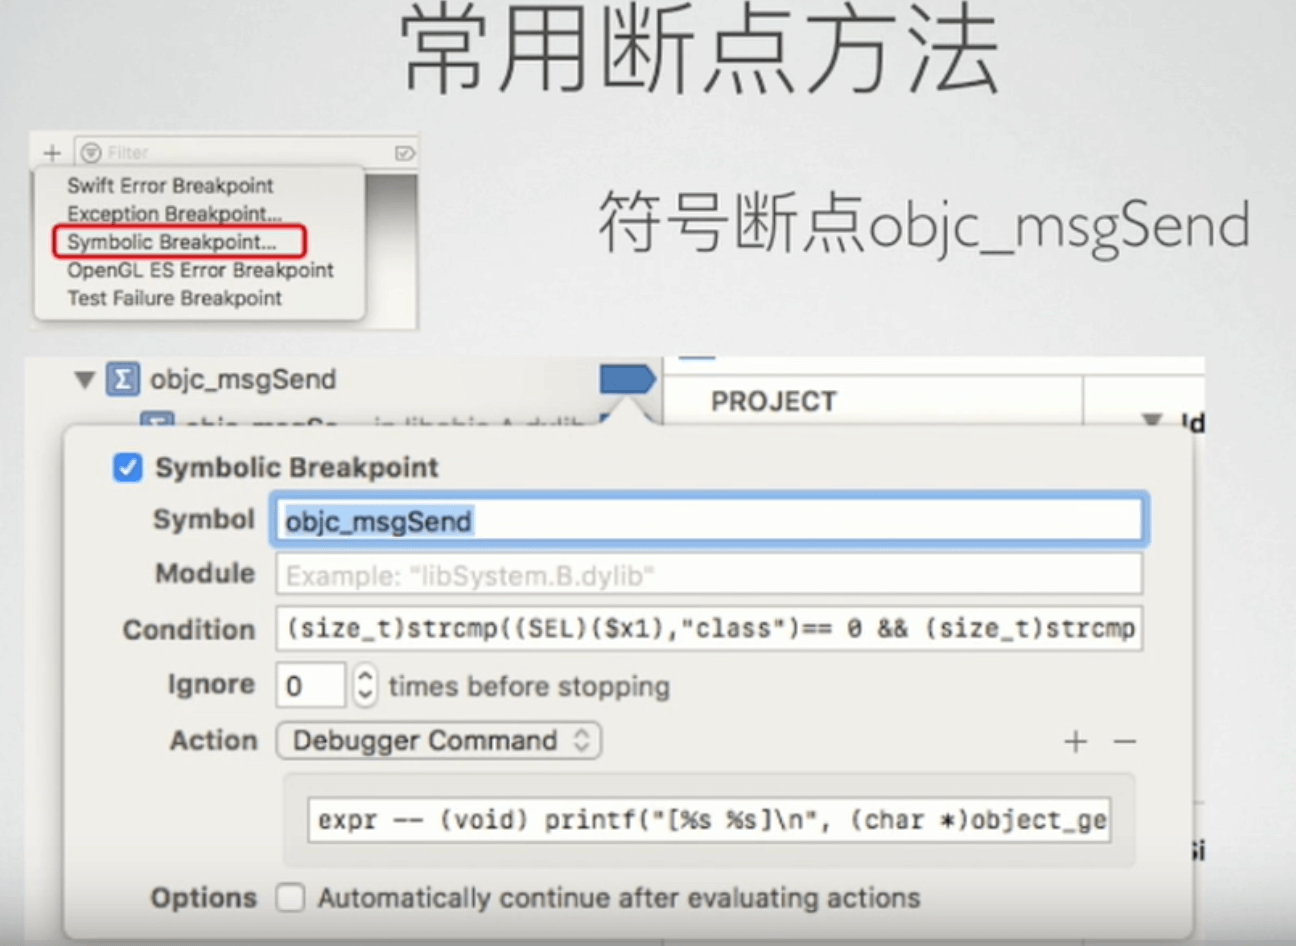 常用断点方法
Filter
Swift Error Breakpoint
Exception Breakpoint...
Symbolic Breakpoint...
OpenGL ES Error Breakpoint
Test Failure Breakpoint
符号断点objc_msgSend
objc_msgSend
PROJECT
Symbolic Breakpoint
Symbol objc_msgSend
Module Example: "libSystem.B.dylib"
Condition (size_t)strcmp((SEL)($x1),"class")== 0 && (size_t)strcmp
Ignore 0 times before stopping
Action Debugger Command
expr -- (void) printf("[%s %s]\n", (char *)object_ge
Options Automatically continue after evaluating actions